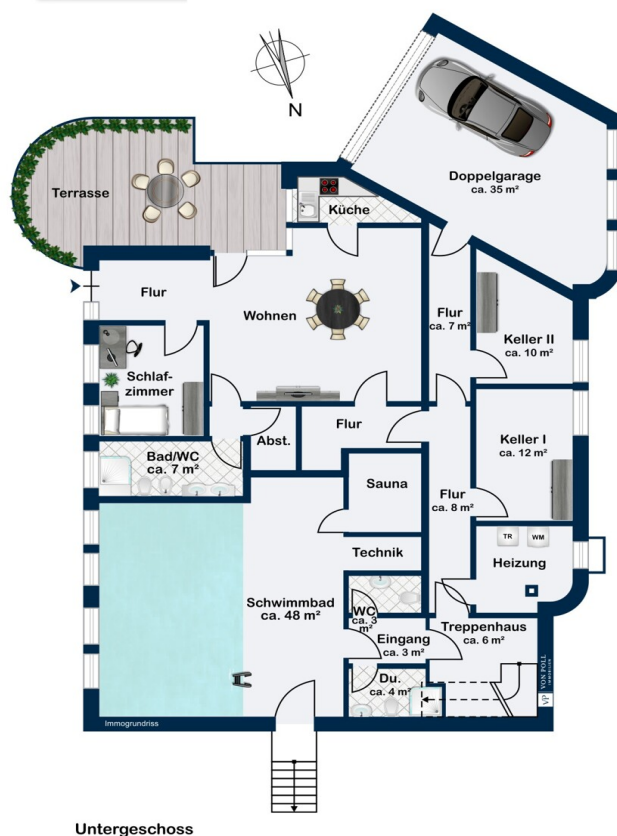 N
Doppelgarage
ca. 35 m²
Terrasse
Küche
Flur
Wohnen
Flur
ca. 7 m²
Keller II
ca. 10 m²
Schlaf-
zimmer
Abst.
Flur
Keller I
ca. 12 m²
Bad/WC
ca. 7 m²
Sauna
Flur
ca. 8 m²
Technik
TR
WM
Heizung
Schwimmbad
ca. 48 m²
WC
ca. 3
m²
Eingang
ca. 3 m²
Treppenhaus
ca. 6 m²
Du.
ca. 4 m²
VP VON POLL
IMMOBILIEN
Immogrundriss
Untergeschoss